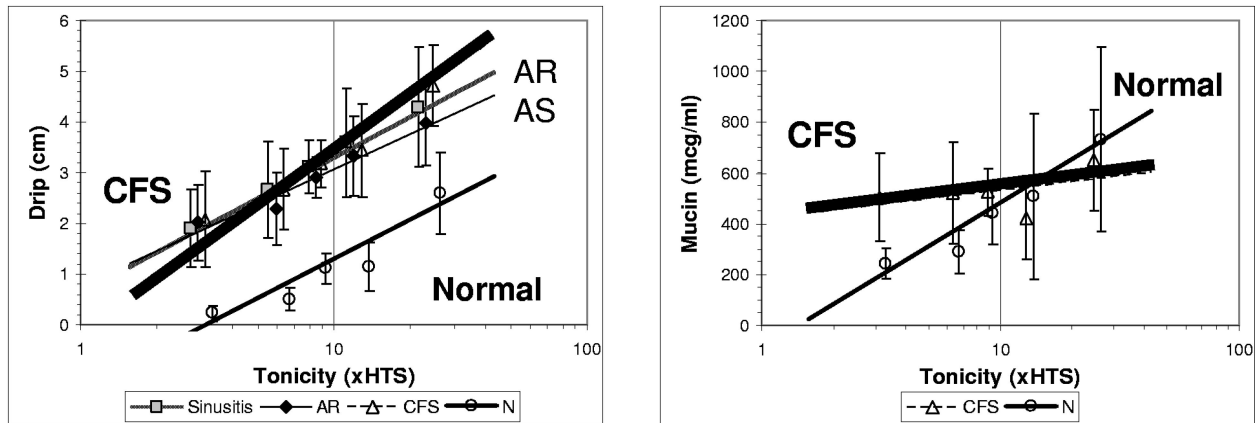 6
5
4
3
2
1
0
Drip (cm)
CFS
AR
AS
Normal
1 10 100
Tonicity (xHTS)
Sinusitis AR CFS N
1200
1000
800
600
400
200
0
Mucin (mcg/ml)
CFS
Normal
1 10 100
Tonicity (xHTS)
CFS N